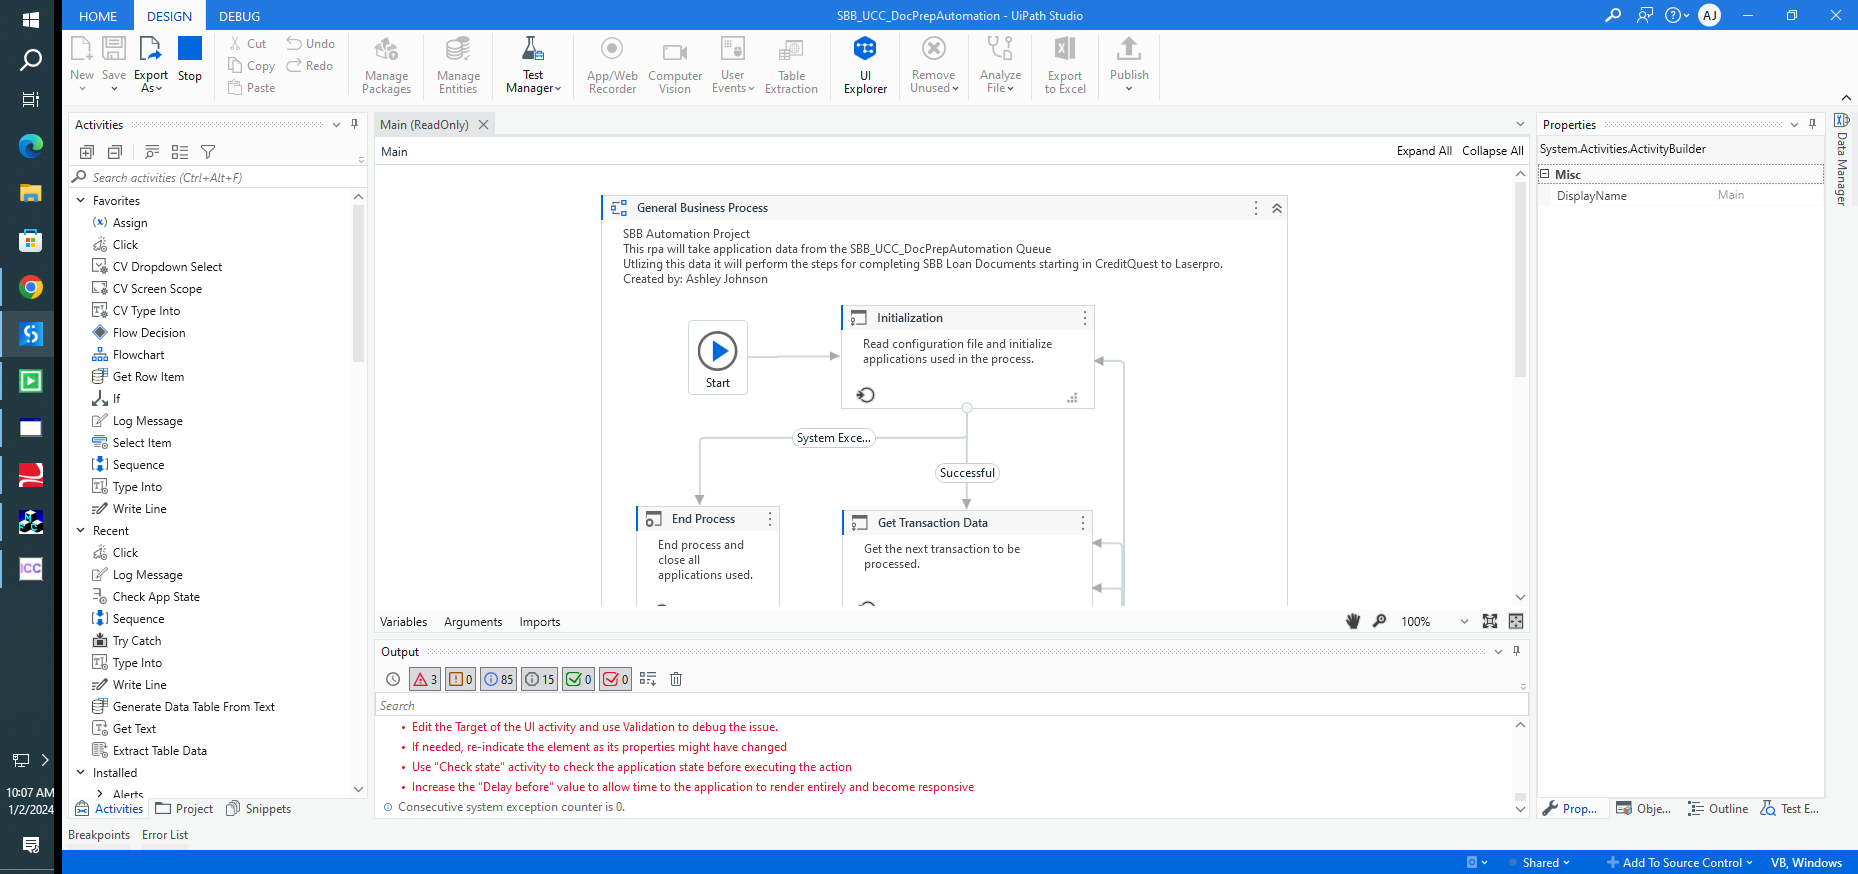 HOME DESIGN DEBUG
SBB_UCC_DocPrepAutomation - UiPath Studio
AJ
New
Save
Export As
Stop
Cut
Copy
Paste
Undo
Redo
Manage Packages
Manage Entities
Test Manager
App/Web Recorder
Computer Vision
User Events
Table Extraction
UI Explorer
Remove Unused
Analyze File
Export to Excel
Publish
Activities
Search activities (Ctrl+Alt+F)
Favorites
Assign
Click
CV Dropdown Select
CV Screen Scope
CV Type Into
Flow Decision
Flowchart
Get Row Item
If
Log Message
Select Item
Sequence
Type Into
Write Line
Recent
Click
Log Message
Check App State
Sequence
Try Catch
Type Into
Write Line
Generate Data Table From Text
Get Text
Extract Table Data
Installed
Alerts
Activities Project Snippets
Breakpoints Error List
Main (ReadOnly)
Main
Expand All Collapse All
General Business Process
SBB Automation Project
This rpa will take application data from the SBB_UCC_DocPrepAutomation Queue
Utlizing this data it will perform the steps for completing SBB Loan Documents starting in CreditQuest to Laserpro.
Created by: Ashley Johnson
Start
Initialization
Read configuration file and initialize
applications used in the process.
System Exce...
Successful
End Process
End process and
close all
applications used.
Get Transaction Data
Get the next transaction to be
processed.
Variables Arguments Imports
100%
Output
3 0 85 15 0 0
Search
• Edit the Target of the UI activity and use Validation to debug the issue.
• If needed, re-indicate the element as its properties might have changed
• Use "Check state" activity to check the application state before executing the action
• Increase the "Delay before" value to allow time to the application to render entirely and become responsive
Consecutive system exception counter is 0.
Properties
System.Activities.ActivityBuilder
Misc
DisplayName Main
Data Manager
Prop... Obje... Outline Test E...
Shared
Add To Source Control
VB, Windows
ICC
10:07 AM
1/2/2024